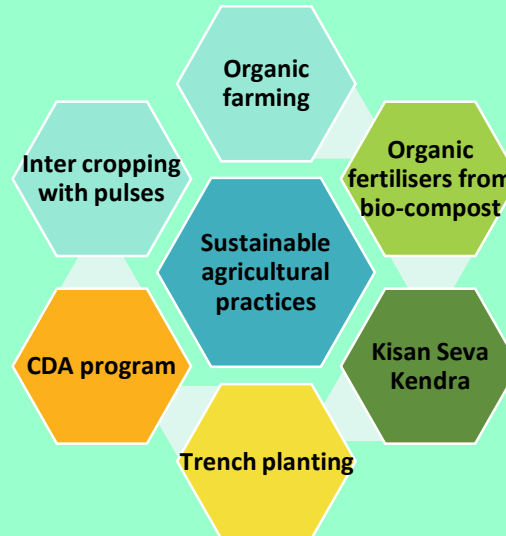 Organic
farming
Organic
fertilisers from
bio-compost
Inter cropping
with pulses
Sustainable
agricultural
practices
Kisan Seva
Kendra
CDA program
Trench planting